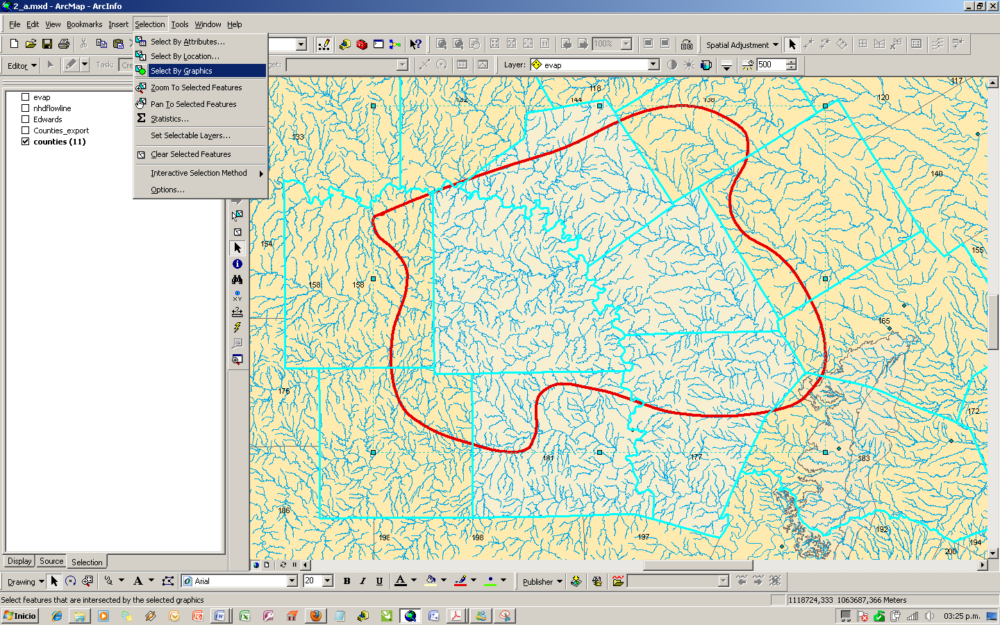 2_a.mxd - ArcMap - ArcInfo
File Edit View Bookmarks Insert Selection Tools Window Help
100% Spatial Adjustment
Editor Task: Cre get: Layer: evap 500
Select By Attributes...
Select By Location...
Select By Graphics
Zoom To Selected Features
Pan To Selected Features
Statistics...
Set Selectable Layers...
Clear Selected Features
Interactive Selection Method
Options...
evap
nhdflowline
Edwards
Counties_export
counties (11)
XY
117
118
120
132
144
138
133
140
154
155
158
158
165
176
172
181
177
183
186
192
198
198
197
194
200
Display Source Selection
Drawing A Arial 20 B I U A Publisher
Select features that are intersected by the selected graphics
1118724,333 1063687,366 Meters
Inicio 03:25 p.m.